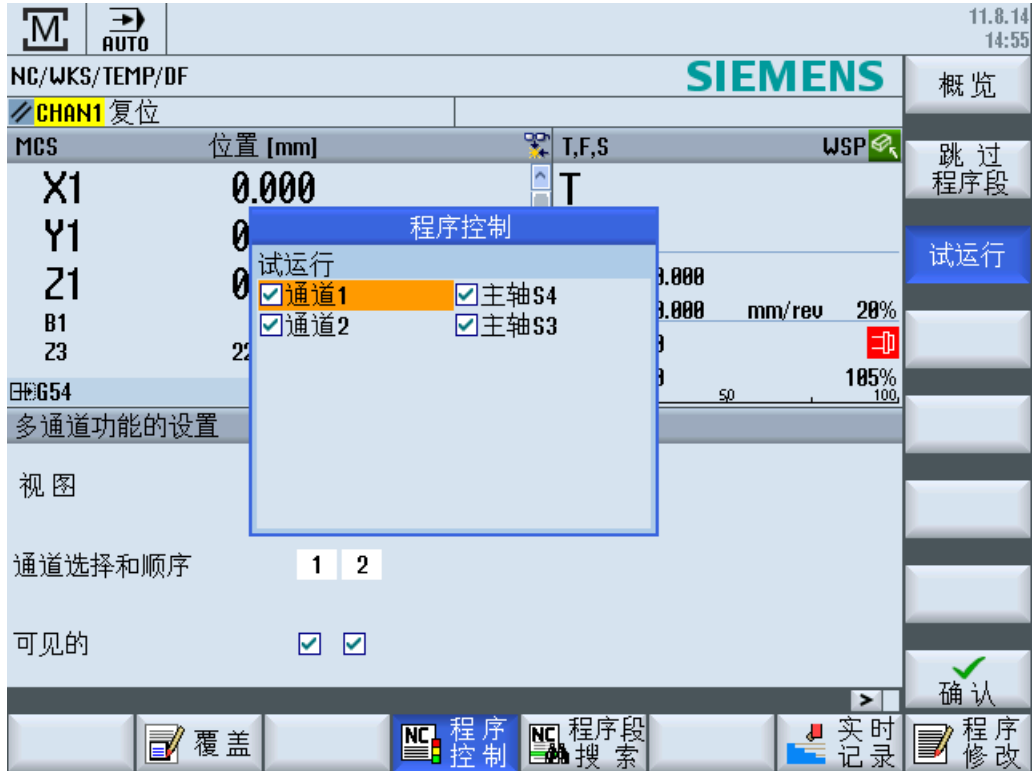 M AUTO 11.8.14
14:55
NC/WKS/TEMP/DF SIEMENS 概览
CHAN1 复位
MCS 位置 [mm] T,F,S WSP 跳过
程序段
X1 0.000 T
Y1 0
程序控制
试运行
Z1 0 0.000 试运行
通道1 主轴S4
通道2 主轴S3
0.000 mm/rev 20%
B1
Z3 22
G54 105%
50 100
多通道功能的设置
视图
通道选择和顺序 1 2
可见的
> 确认
覆盖 NC 程序控制 NC 程序段搜索 实时记录 程序修改